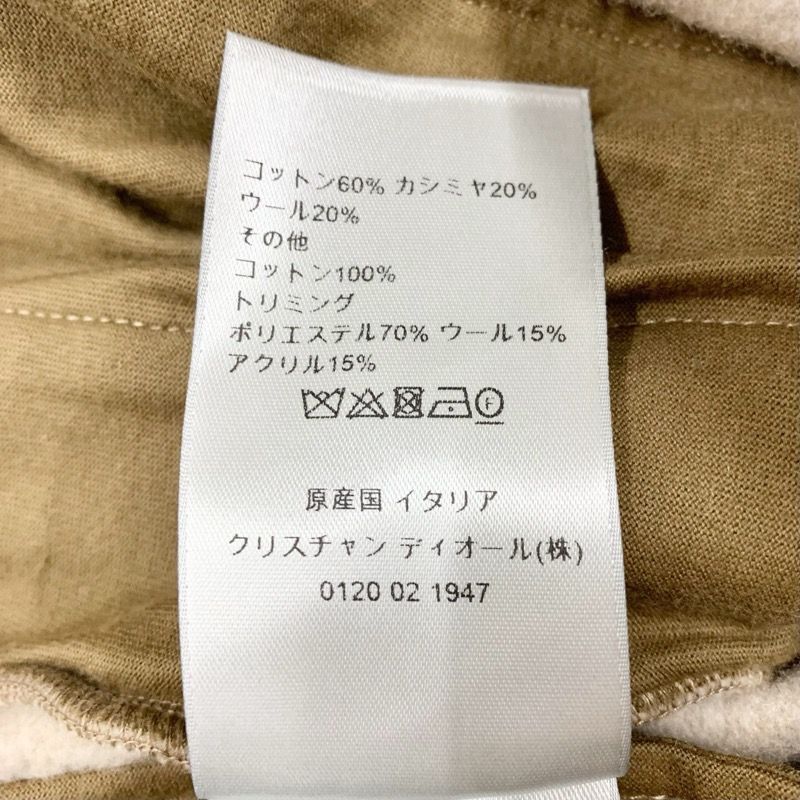 コットン60% カシミヤ20%
ウール20%
その他
コットン100%
トリミング
ポリエステル70% ウール15%
アクリル15%
F
原産国 イタリア
クリスチャン ディオール(株)
0120 02 1947